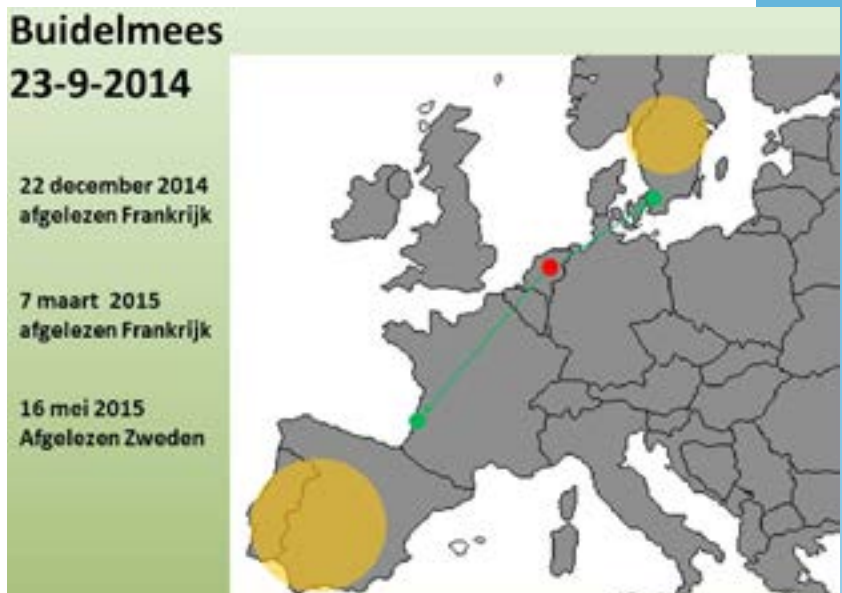 Buidelmees
23-9-2014
22 december 2014
afgelezen Frankrijk
7 maart 2015
afgelezen Frankrijk
16 mei 2015
Afgelezen Zweden